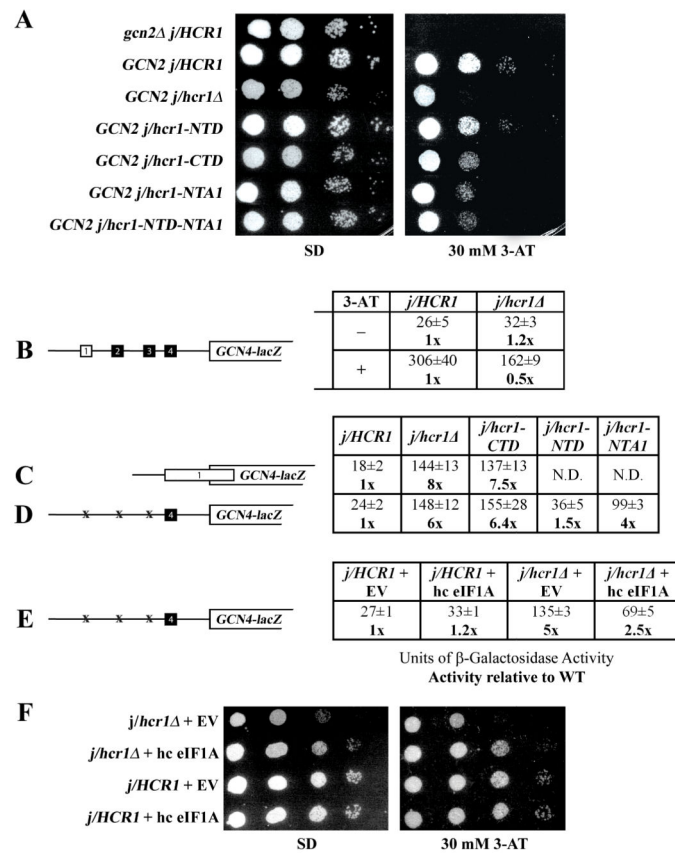 A
gcn2Δ j/HCR1
GCN2 j/HCR1
GCN2 j/hcr1Δ
GCN2 j/hcr1-NTD
GCN2 j/hcr1-CTD
GCN2 j/hcr1-NTA1
GCN2 j/hcr1-NTD-NTA1
SD
30 mM 3-AT
B
1 2 3 4 GCN4-lacZ
3-AT j/HCR1 j/hcr1Δ
– 26±5 32±3
1x 1.2x
+ 306±40 162±9
1x 0.5x
j/HCR1 j/hcr1Δ j/hcr1-CTD j/hcr1-NTD j/hcr1-NTA1
C
1 GCN4-lacZ
18±2 144±13 137±13 N.D. N.D.
1x 8x 7.5x
D
x x x 4 GCN4-lacZ
24±2 148±12 155±28 36±5 99±3
1x 6x 6.4x 1.5x 4x
j/HCR1 + EV j/HCR1 + hc eIF1A j/hcr1Δ + EV j/hcr1Δ + hc eIF1A
E
x x x 4 GCN4-lacZ
27±1 33±1 135±3 69±5
1x 1.2x 5x 2.5x
Units of β-Galactosidase Activity
Activity relative to WT
F
j/hcr1Δ + EV
j/hcr1Δ + hc eIF1A
j/HCR1 + EV
j/HCR1 + hc eIF1A
SD
30 mM 3-AT